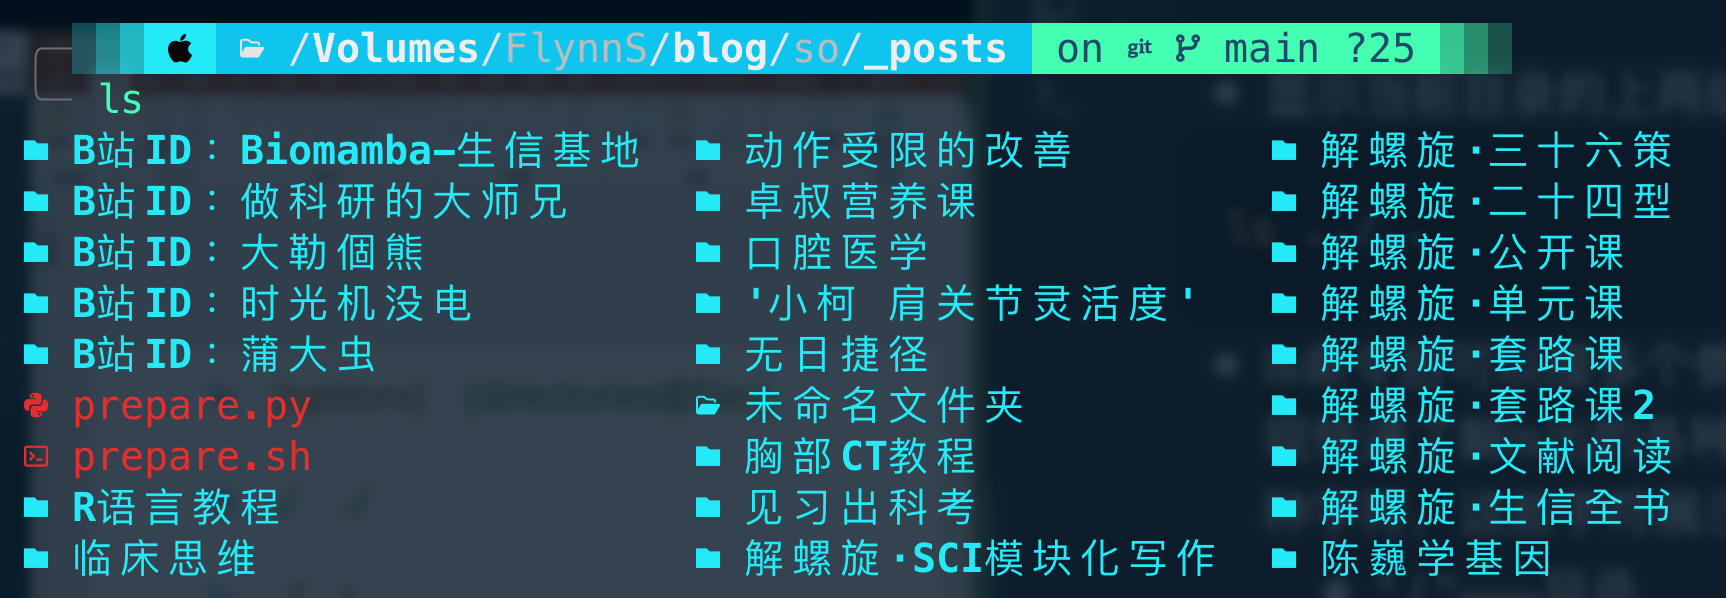 /Volumes/FlynnS/blog/so/_posts on git main ?25
ls
B站ID：Biomamba-生信基地 动作受限的改善 解螺旋·三十六策
B站ID：做科研的大师兄 卓叔营养课 解螺旋·二十四型
B站ID：大勒個熊 口腔医学 解螺旋·公开课
B站ID：时光机没电 '小柯 肩关节灵活度' 解螺旋·单元课
B站ID：蒲大虫 无日捷径 解螺旋·套路课
prepare.py 未命名文件夹 解螺旋·套路课2
prepare.sh 胸部CT教程 解螺旋·文献阅读
R语言教程 见习出科考 解螺旋·生信全书
临床思维 解螺旋·SCI模块化写作 陈巍学基因